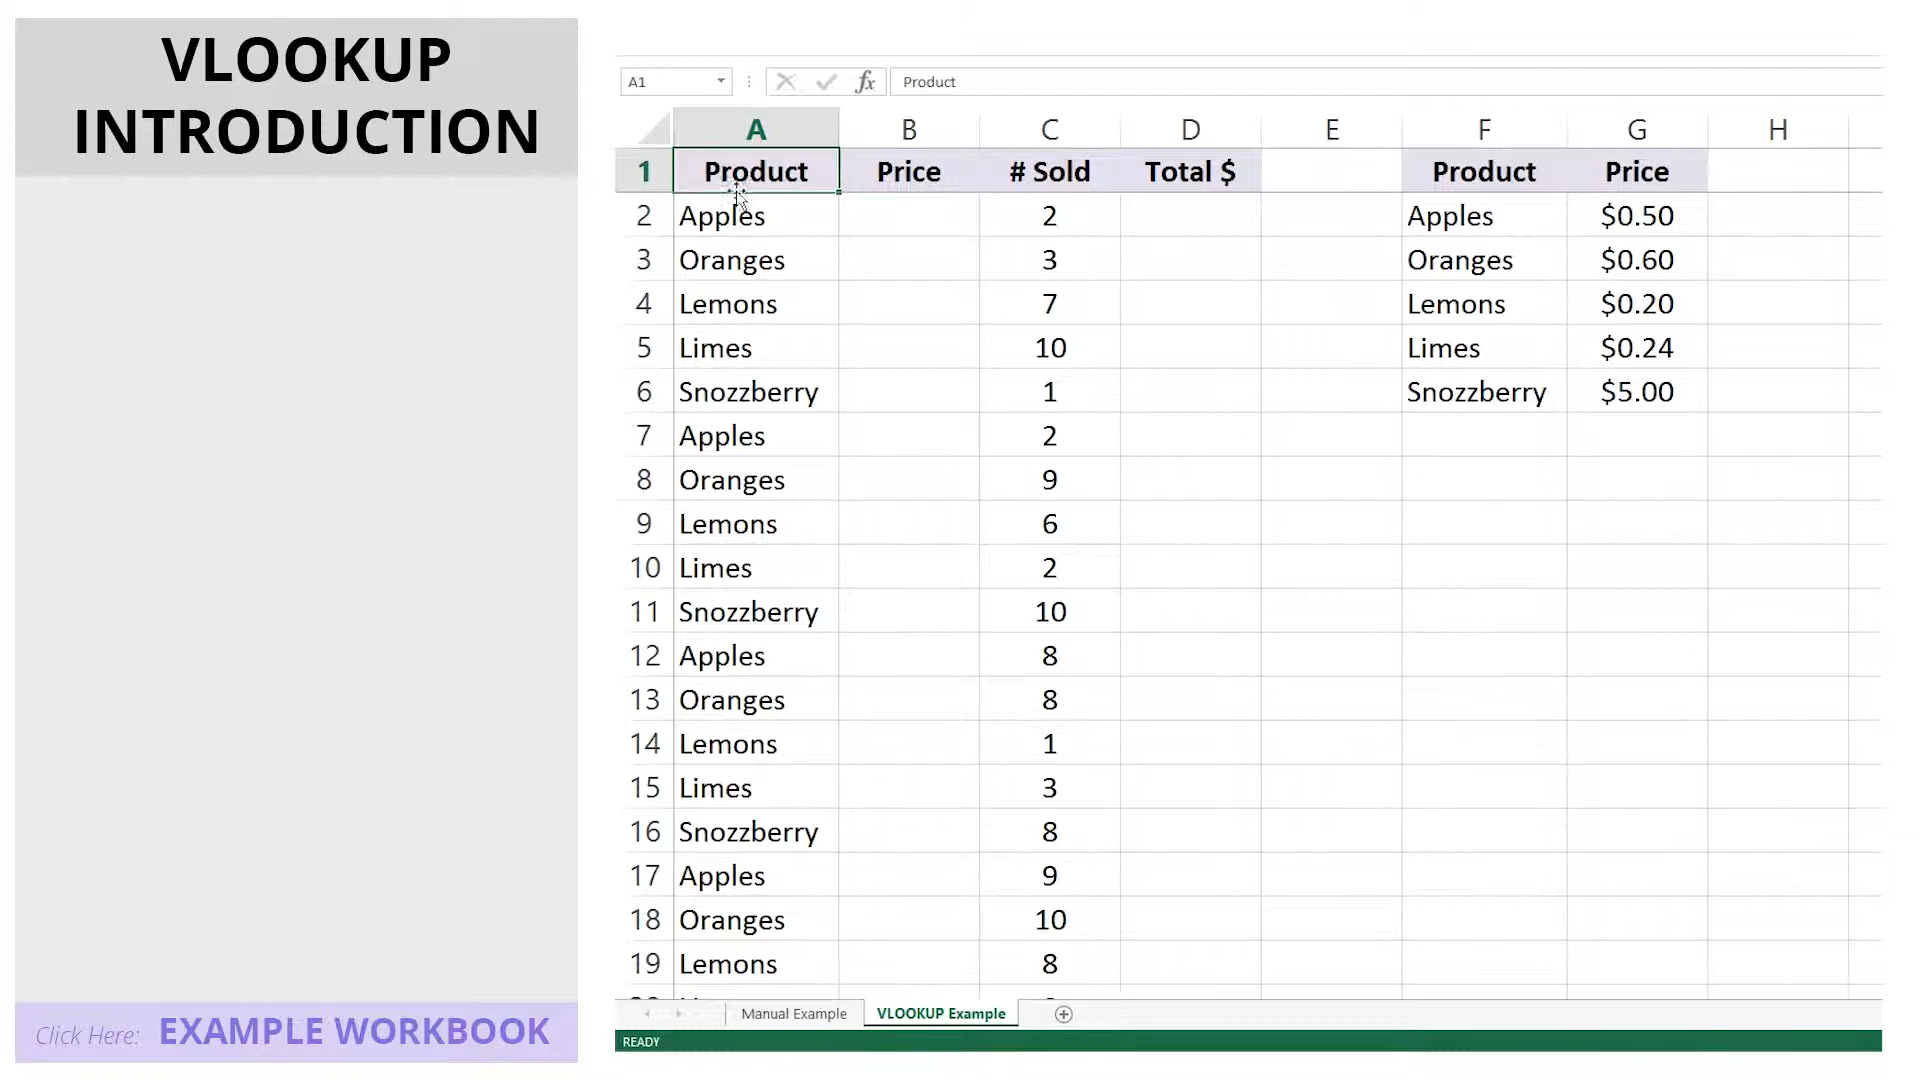 VLOOKUP
INTRODUCTION
Click Here: EXAMPLE WORKBOOK
A1 fx Product
A B C D E F G H
1 Product Price # Sold Total $ Product Price
2 Apples 2 Apples $0.50
3 Oranges 3 Oranges $0.60
4 Lemons 7 Lemons $0.20
5 Limes 10 Limes $0.24
6 Snozzberry 1 Snozzberry $5.00
7 Apples 2
8 Oranges 9
9 Lemons 6
10 Limes 2
11 Snozzberry 10
12 Apples 8
13 Oranges 8
14 Lemons 1
15 Limes 3
16 Snozzberry 8
17 Apples 9
18 Oranges 10
19 Lemons 8
Manual Example VLOOKUP Example
READY